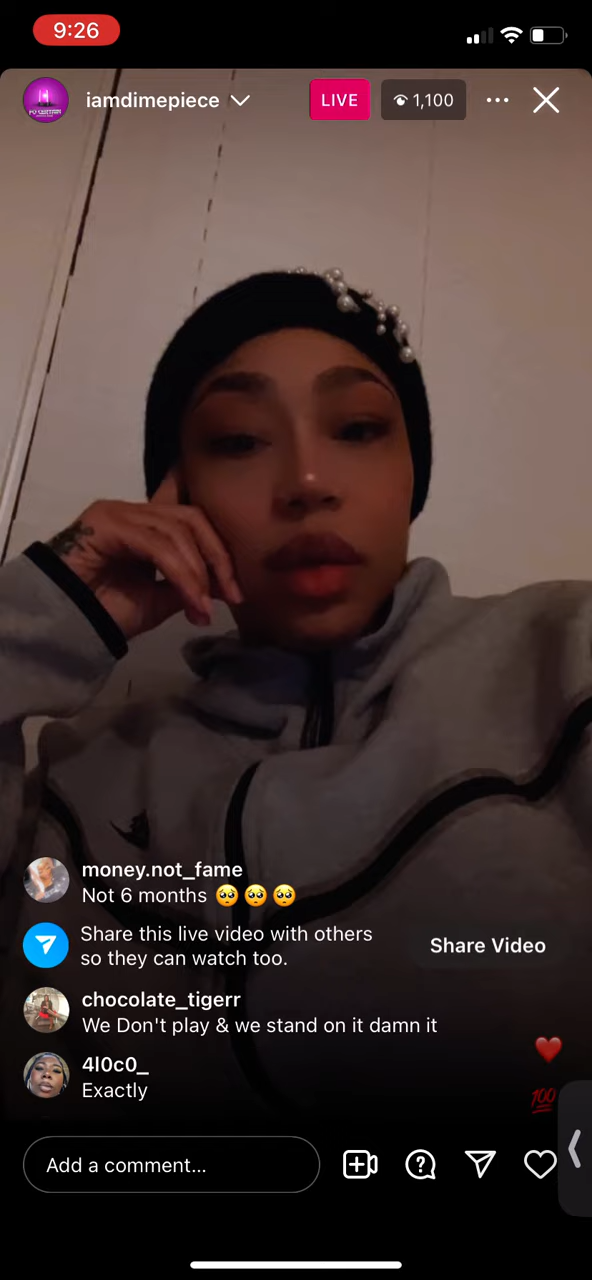 9:26
iamdimepiece
LIVE
1,100
money.not_fame
Not 6 months 🥺🥺🥺
Share this live video with others
so they can watch too.
Share Video
chocolate_tigerr
We Don't play & we stand on it damn it
4l0c0_
Exactly
💯
Add a comment...